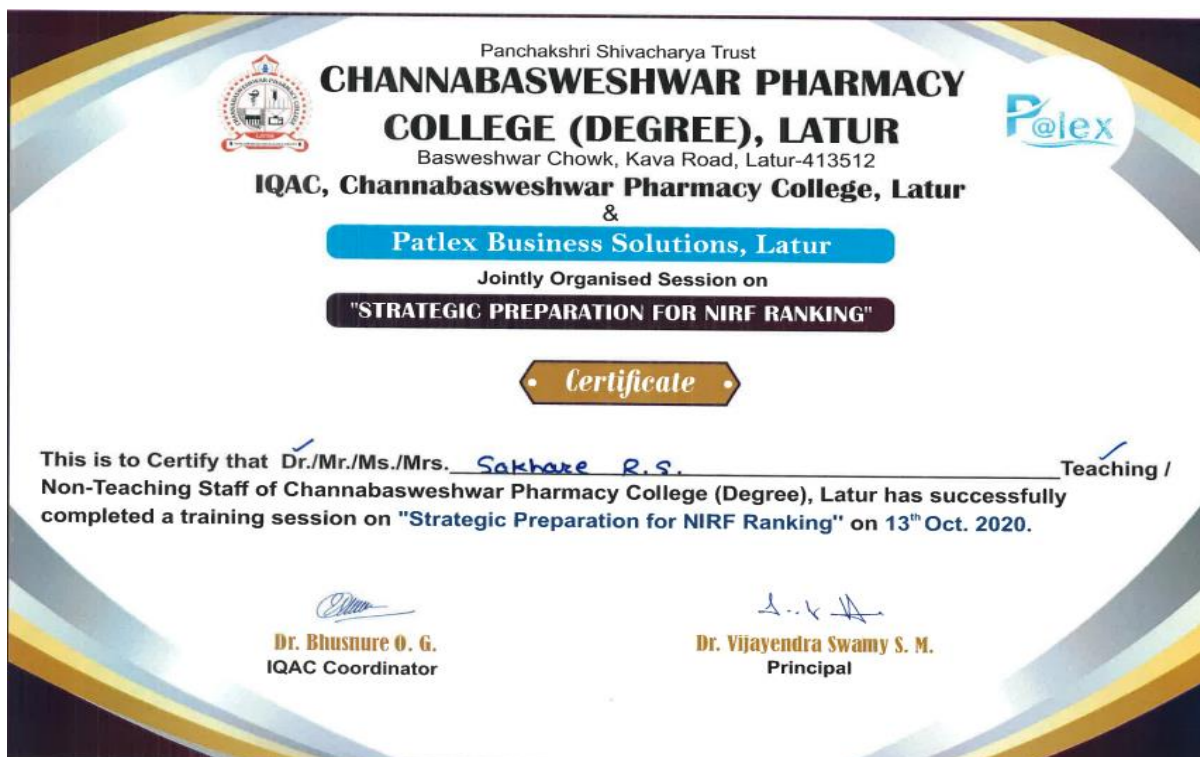 Panchakshri Shivacharya Trust
CHANNABASWESHWAR PHARMACY
COLLEGE (DEGREE), LATUR
Basweshwar Chowk, Kava Road, Latur-413512
IQAC, Channabasweshwar Pharmacy College, Latur
&
Patlex Business Solutions, Latur
Jointly Organised Session on
"STRATEGIC PREPARATION FOR NIRF RANKING"
Certificate
This is to Certify that Dr./Mr./Ms./Mrs. Sakhare R.S. Teaching /
Non-Teaching Staff of Channabasweshwar Pharmacy College (Degree), Latur has successfully
completed a training session on "Strategic Preparation for NIRF Ranking" on 13th Oct. 2020.
Dr. Bhusnure O. G.
IQAC Coordinator
Dr. Vijayendra Swamy S. M.
Principal